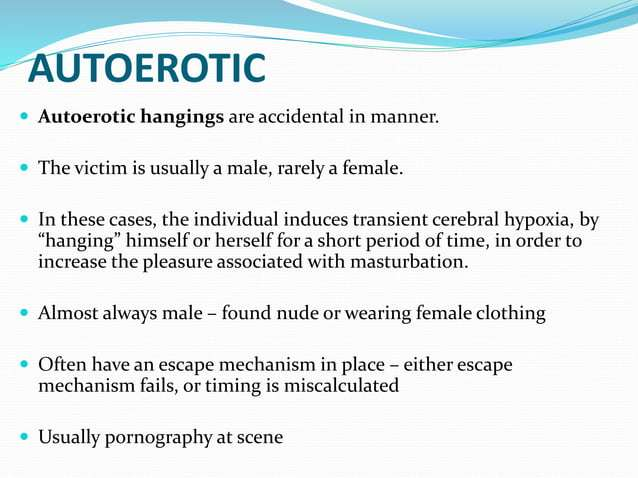 AUTOEROTIC
• Autoerotic hangings are accidental in manner.
• The victim is usually a male, rarely a female.
• In these cases, the individual induces transient cerebral hypoxia, by
“hanging” himself or herself for a short period of time, in order to
increase the pleasure associated with masturbation.
• Almost always male – found nude or wearing female clothing
• Often have an escape mechanism in place – either escape
mechanism fails, or timing is miscalculated
• Usually pornography at scene